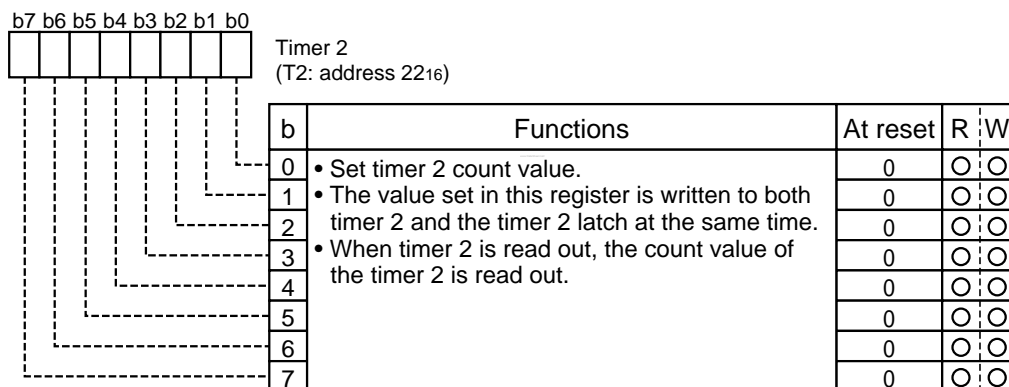 b7 b6 b5 b4 b3 b2 b1 b0
Timer 2
(T2: address 2216)
b Functions At reset R W
0 • Set timer 2 count value. 0 O O
1 • The value set in this register is written to both 0 O O
2 timer 2 and the timer 2 latch at the same time. 0 O O
3 • When timer 2 is read out, the count value of 0 O O
4 the timer 2 is read out. 0 O O
5 0 O O
6 0 O O
7 0 O O